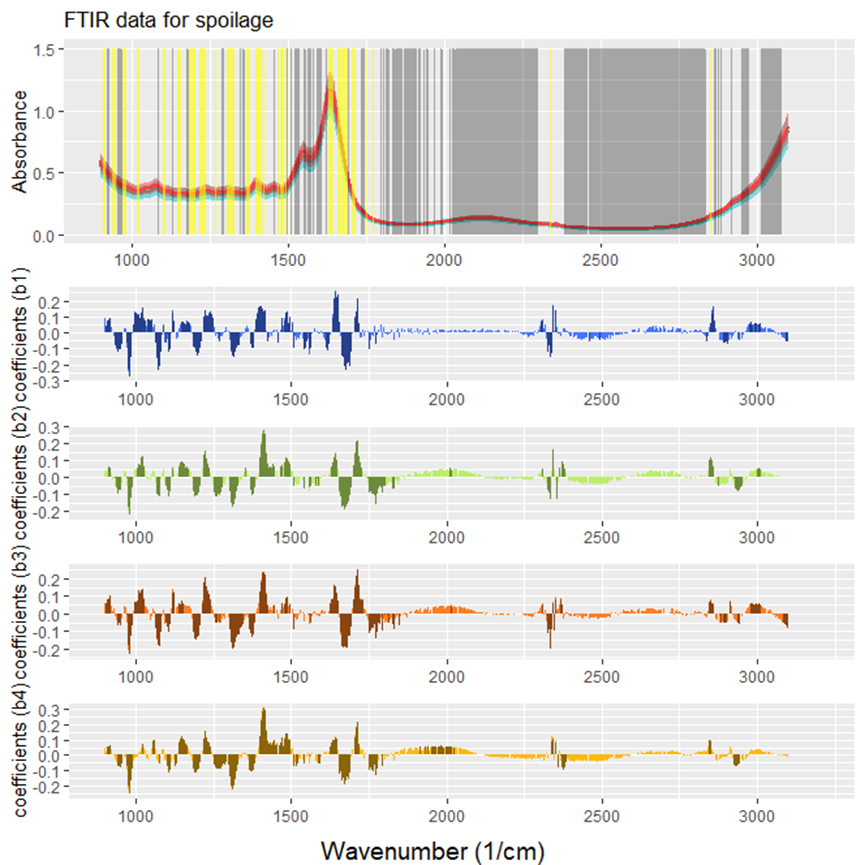 FTIR data for spoilage
Absorbance
1.5
1.0
0.5
0.0
1000 1500 2000 2500 3000
coefficients (b1)
0.2
0.1
0.0
-0.1
-0.2
-0.3
1000 1500 2000 2500 3000
coefficients (b2)
0.3
0.2
0.1
0.0
-0.1
-0.2
1000 1500 2000 2500 3000
coefficients (b3)
0.2
0.1
0.0
-0.1
-0.2
1000 1500 2000 2500 3000
coefficients (b4)
0.3
0.2
0.1
0.0
-0.1
-0.2
1000 1500 2000 2500 3000
Wavenumber (1/cm)